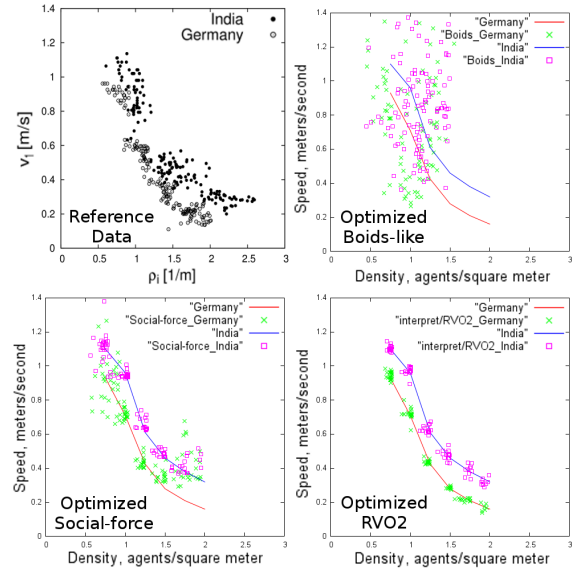 India
Germany
1.4
1.2
1
0.8
0.6
0.4
0.2
0
v_i [m/s]
Reference
Data
0 0.5 1 1.5 2 2.5 3
ρ_i [1/m]
"Germany"
"Boids_Germany"
"India"
"Boids_India"
1.4
1.2
1
0.8
0.6
0.4
0.2
0
Speed, meters/second
Optimized
Boids-like
0 0.5 1 1.5 2 2.5 3
Density, agents/square meter
"Germany"
"Social-force_Germany"
"India"
"Social-force_India"
1.4
1.2
1
0.8
0.6
0.4
0.2
0
Speed, meters/second
Optimized
Social-force
0 0.5 1 1.5 2 2.5 3
Density, agents/square meter
"Germany"
"interpret/RVO2_Germany"
"India"
"interpret/RVO2_India"
1.4
1.2
1
0.8
0.6
0.4
0.2
0
Speed, meters/second
Optimized
RVO2
0 0.5 1 1.5 2 2.5 3
Density, agents/square meter